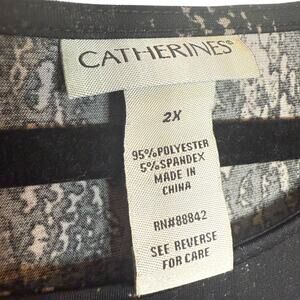 CATHERINES®
2X
95%POLYESTER
5%SPANDEX
MADE IN
CHINA
RN#88842
SEE REVERSE
FOR CARE